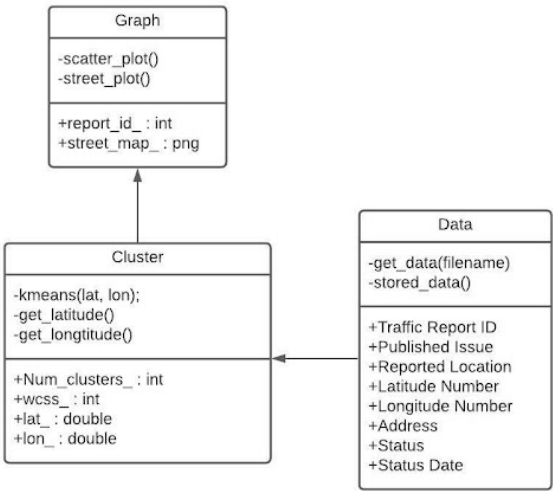 Graph
-scatter_plot()
-street_plot()
+report_id_ : int
+street_map_ : png
Cluster
-kmeans(lat, lon);
-get_latitude()
-get_longtitude()
+Num_clusters_ : int
+wcss_ : int
+lat_ : double
+lon_ : double
Data
-get_data(filename)
-stored_data()
+Traffic Report ID
+Published Issue
+Reported Location
+Latitude Number
+Longitude Number
+Address
+Status
+Status Date